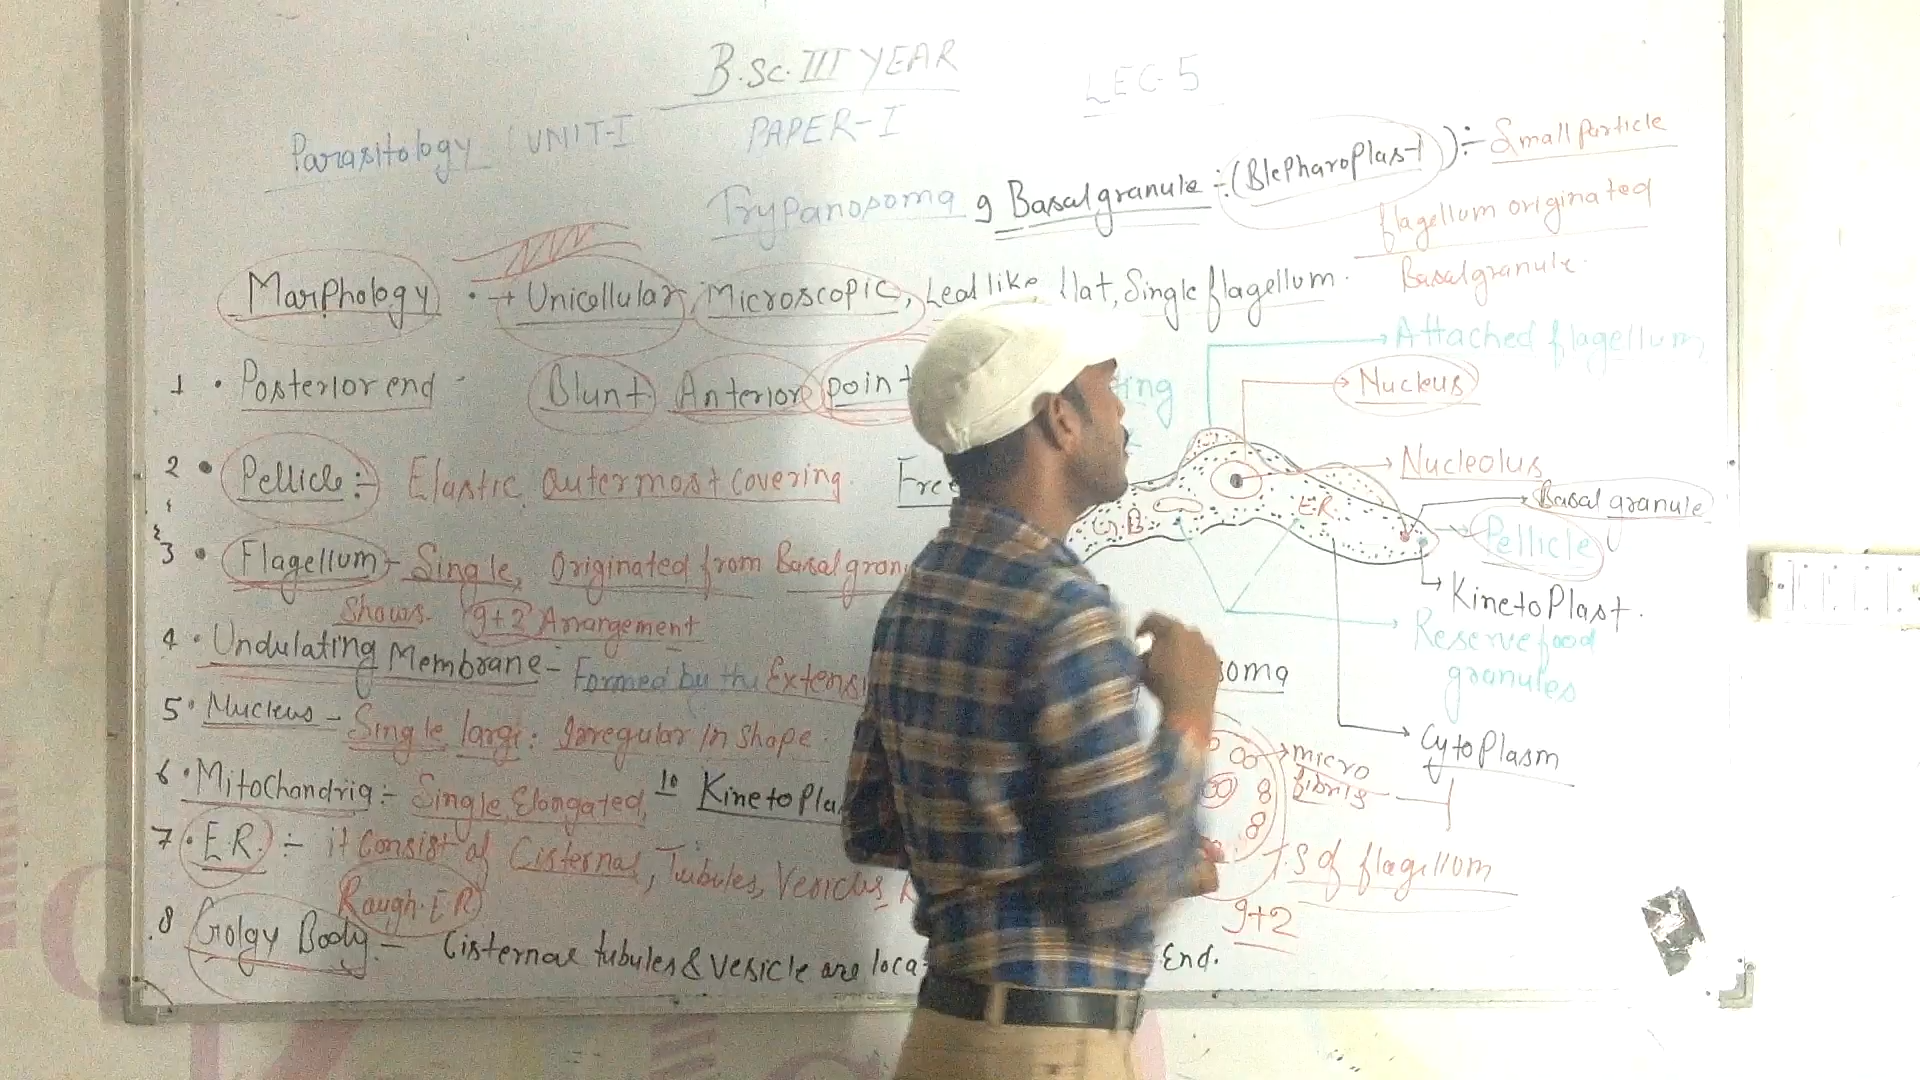 B.Sc. III YEAR
LEC-5
Parasitology UNIT-I PAPER-I
Trypanosoma 9 Basal granule :- (Blepharoplast) :- Small Particle
flagellum originated
Basal granule.
Marphology • → Unicellular Microscopic, Leaf like, flat, Single flagellum.
1 • Posterior end - Blunt Anterior point
2 • Pellicle :- Elastic outermost covering. Free
3 • Flagellum - Single, Originated from Basal gran
Shows. 9+2 Arrangement
4 • Undulating Membrane - Formed by the Extensi
5 • Nucleus - Single large. Irregular in shape.
6 • Mitochondria :- Single, Elongated, 10 Kinetopla
7 • E.R. :- it Consist of Cisternae, Tubules, Vesicles
Rough.E.R
8 Golgy Body - Cisternae tubules & vesicle are loca End.
Attached flagellum
ting
Nucleus
Nucleolus
Basal granule
Pellicle
G.B
E.R.
KinetoPlast.
Reserve food
granules
soma
CytoPlasm
micro
fibrils
T.S of flagellum
9+2